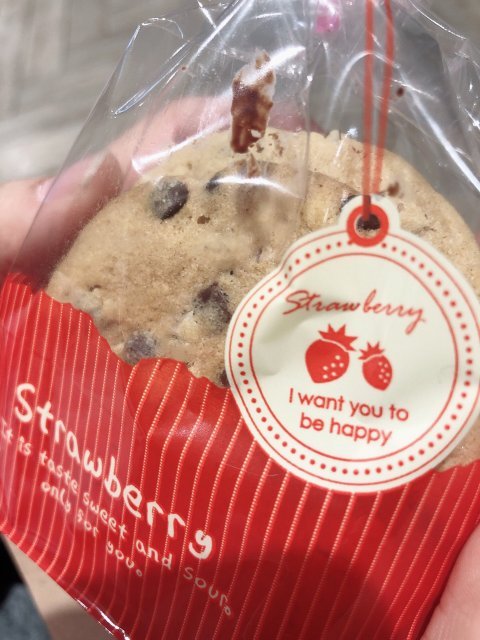 Strawberry
I want you to
be happy
Strawberry
It is taste sweet and sour.
only for you.